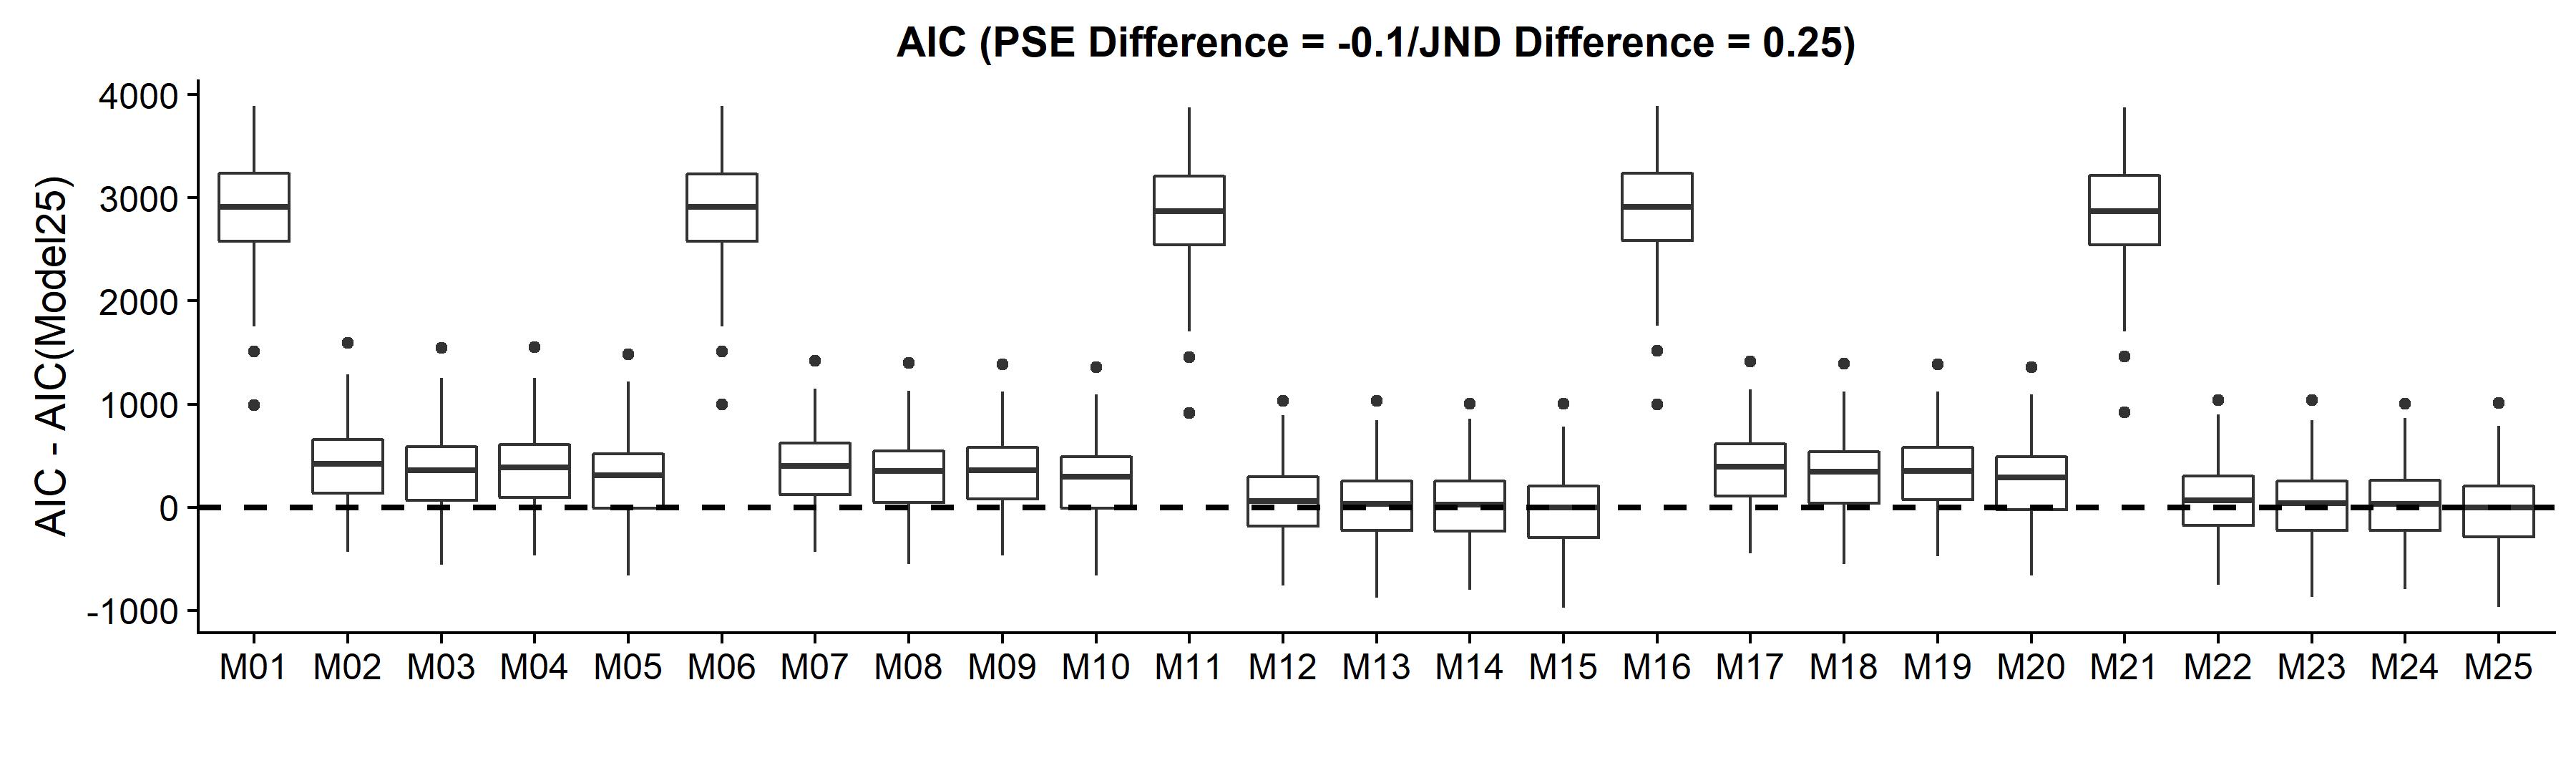 AIC (PSE Difference = -0.1/JND Difference = 0.25)
AIC - AIC(Model25)
4000
3000
2000
1000
0
-1000
M01 M02 M03 M04 M05 M06 M07 M08 M09 M10 M11 M12 M13 M14 M15 M16 M17 M18 M19 M20 M21 M22 M23 M24 M25